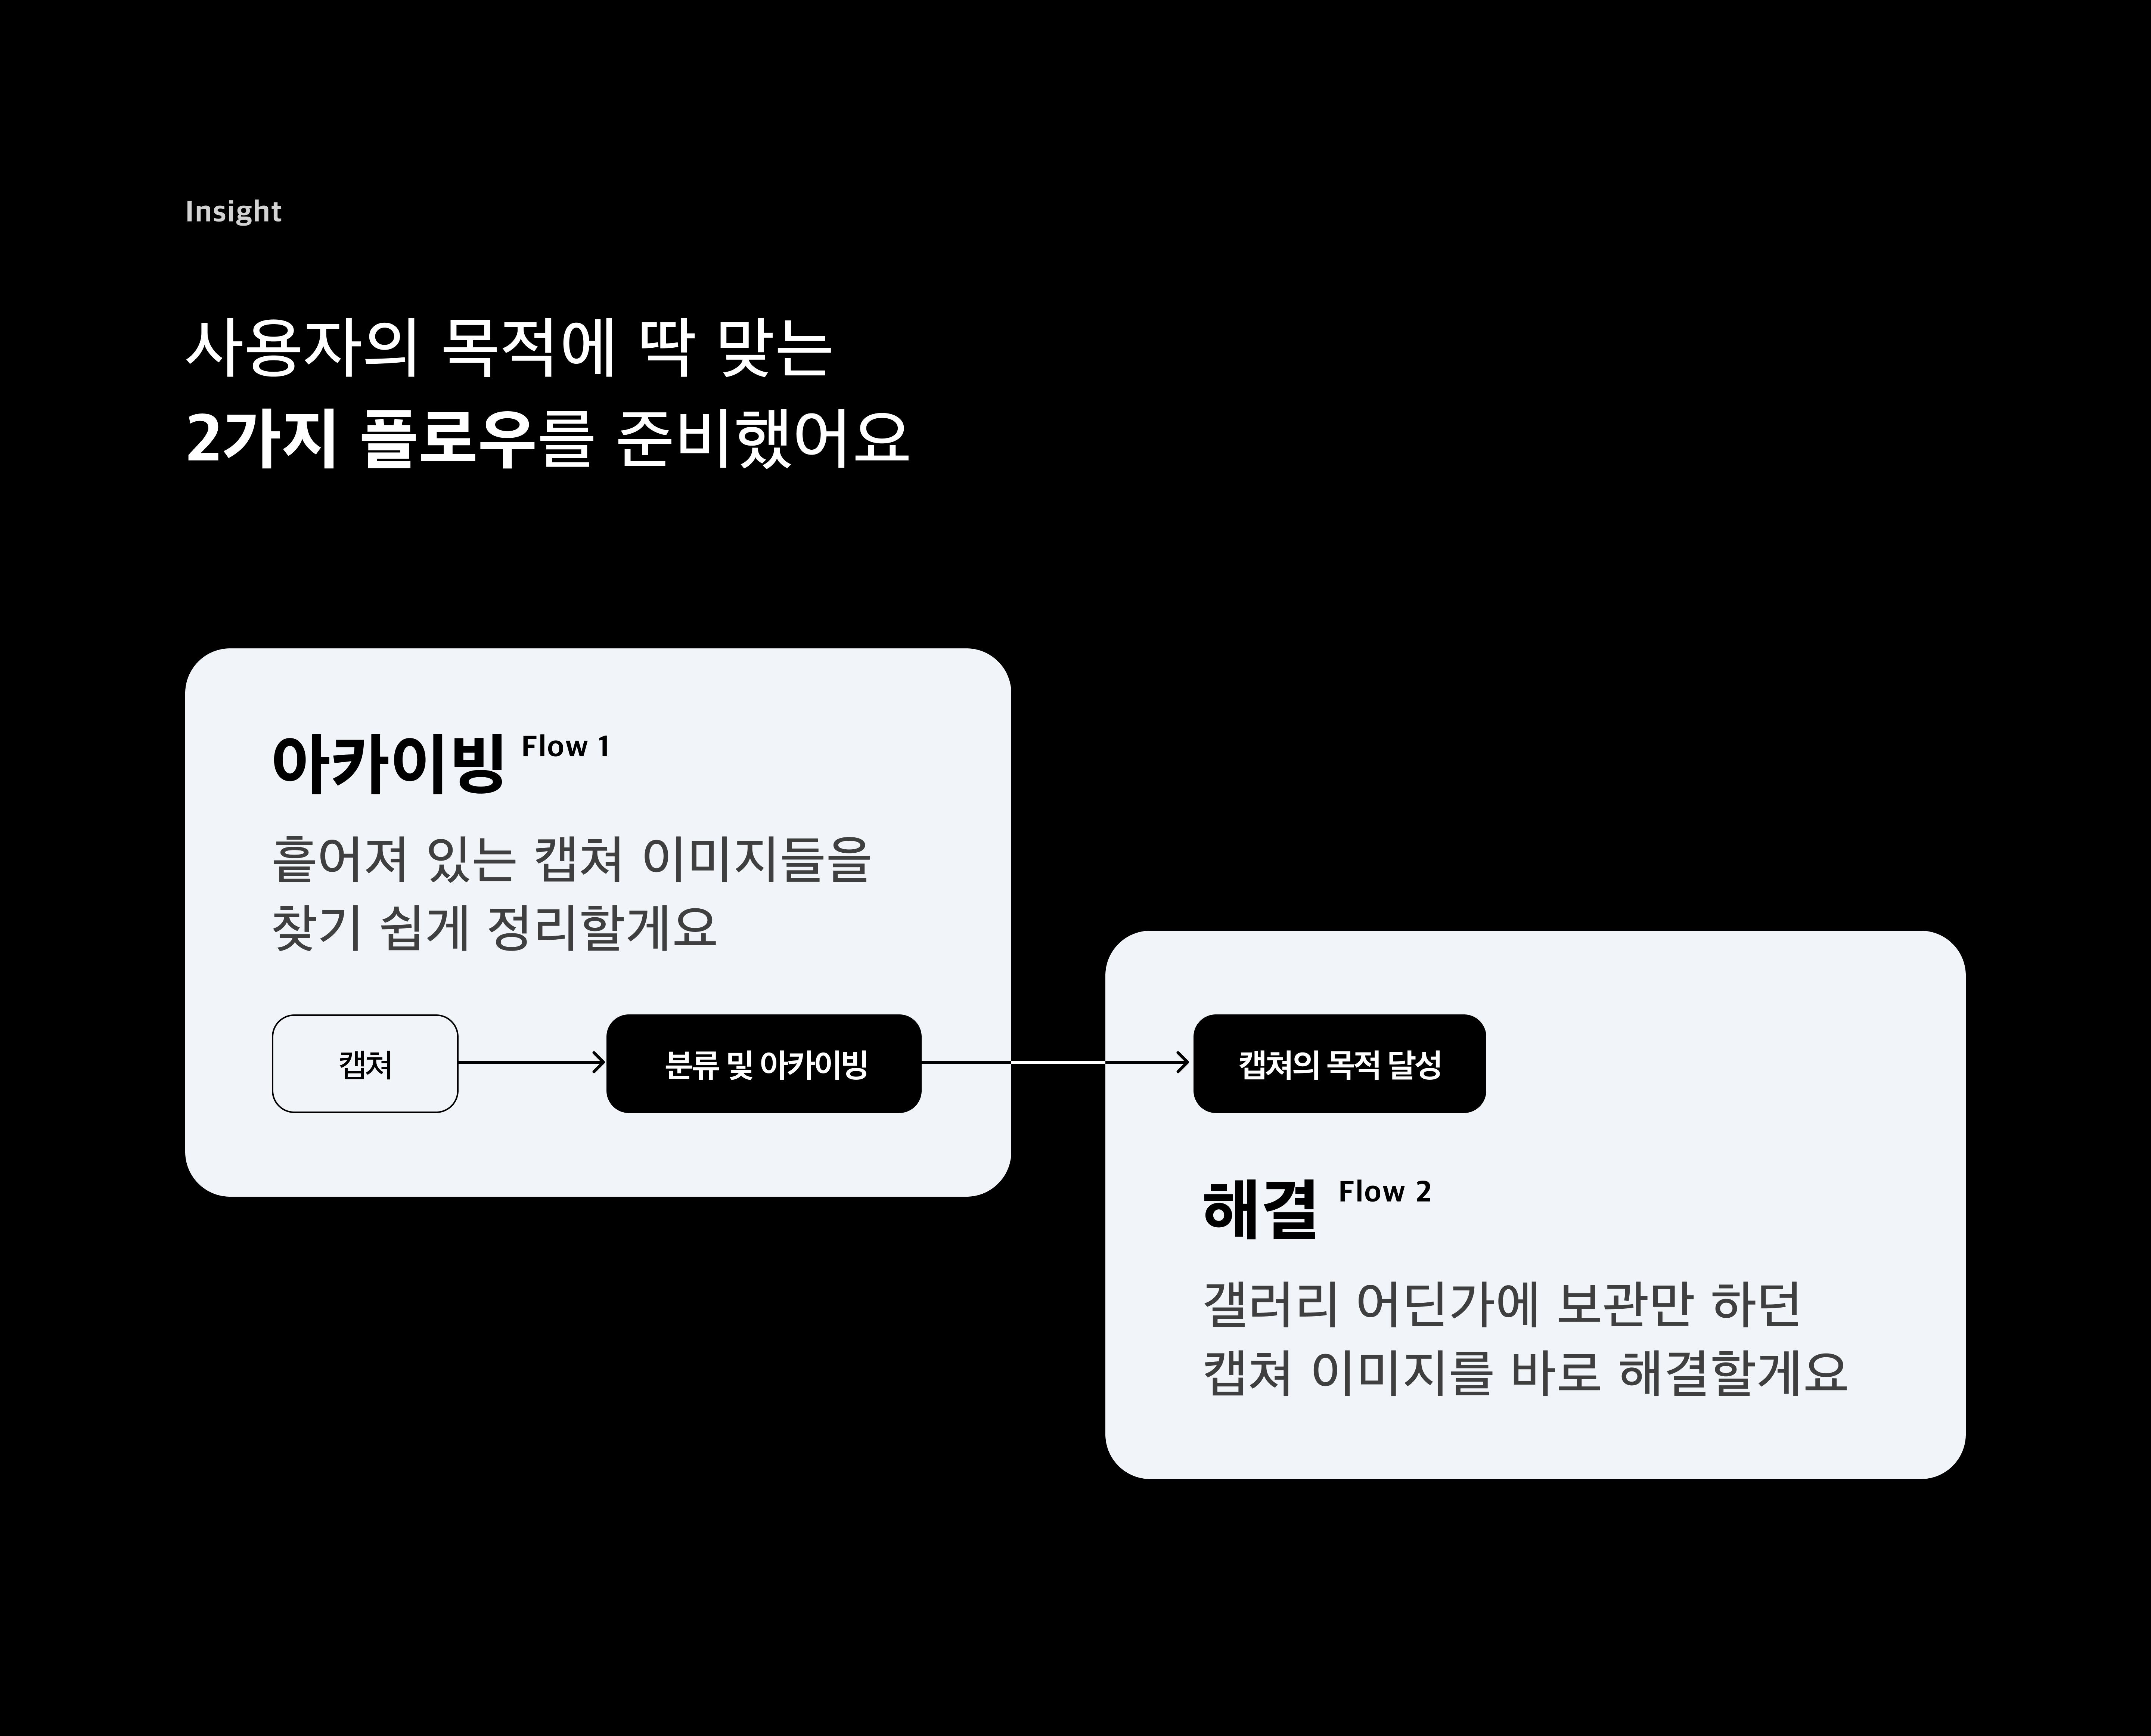 Insight
사용자의 목적에 딱 맞는
2가지 플로우를 준비했어요
아카이빙 Flow 1
흩어져 있는 캡쳐 이미지들을
찾기 쉽게 정리할게요
캡쳐
분류 및 아카이빙
캡쳐의 목적 달성
해결 Flow 2
갤러리 어딘가에 보관만 하던
캡쳐 이미지를 바로 해결할게요